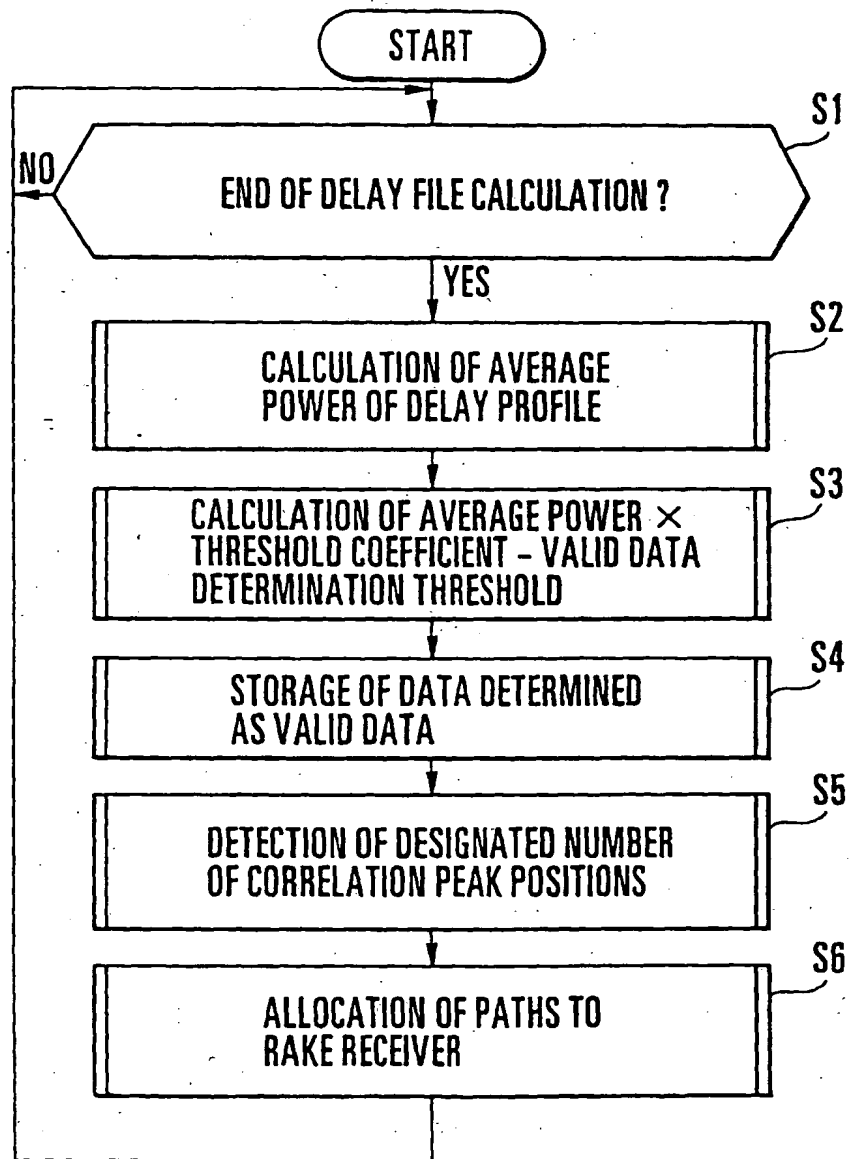 START
S1
NO
END OF DELAY FILE CALCULATION ?
YES
S2
CALCULATION OF AVERAGE
POWER OF DELAY PROFILE
S3
CALCULATION OF AVERAGE POWER ×
THRESHOLD COEFFICIENT – VALID DATA
DETERMINATION THRESHOLD
S4
STORAGE OF DATA DETERMINED
AS VALID DATA
S5
DETECTION OF DESIGNATED NUMBER
OF CORRELATION PEAK POSITIONS
S6
ALLOCATION OF PATHS TO
RAKE RECEIVER